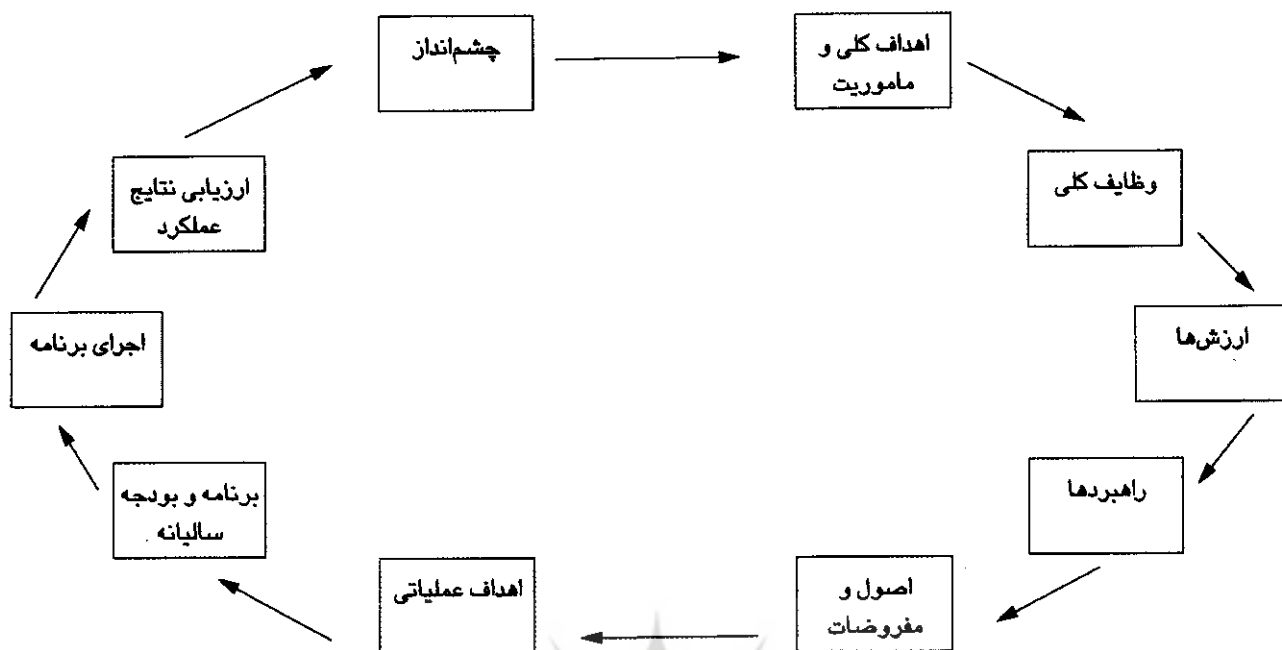 چشم‌انداز
اهداف کلی و
ماموریت
وظایف کلی
ارزش‌ها
راهبردها
اصول و
مفروضات
اهداف عملیاتی
برنامه و بودجه
سالیانه
اجرای برنامه
ارزیابی نتایج
عملکرد